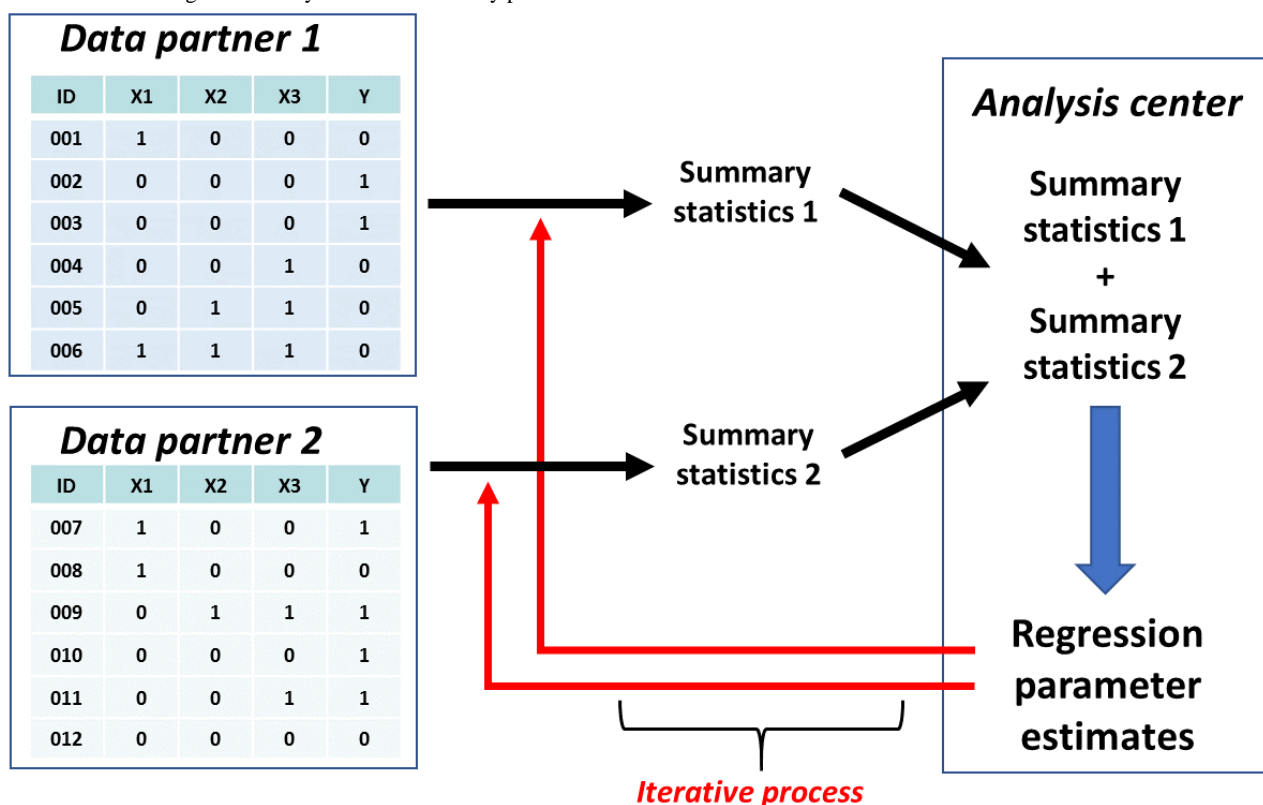 Data partner 1
ID X1 X2 X3 Y
001 1 0 0 0
002 0 0 0 1
003 0 0 0 1
004 0 0 1 0
005 0 1 1 0
006 1 1 1 0
Data partner 2
ID X1 X2 X3 Y
007 1 0 0 1
008 1 0 0 0
009 0 1 1 1
010 0 0 0 1
011 0 0 1 1
012 0 0 0 0
Summary
statistics 1
Summary
statistics 2
Analysis center
Summary
statistics 1
+
Summary
statistics 2
Regression
parameter
estimates
Iterative process